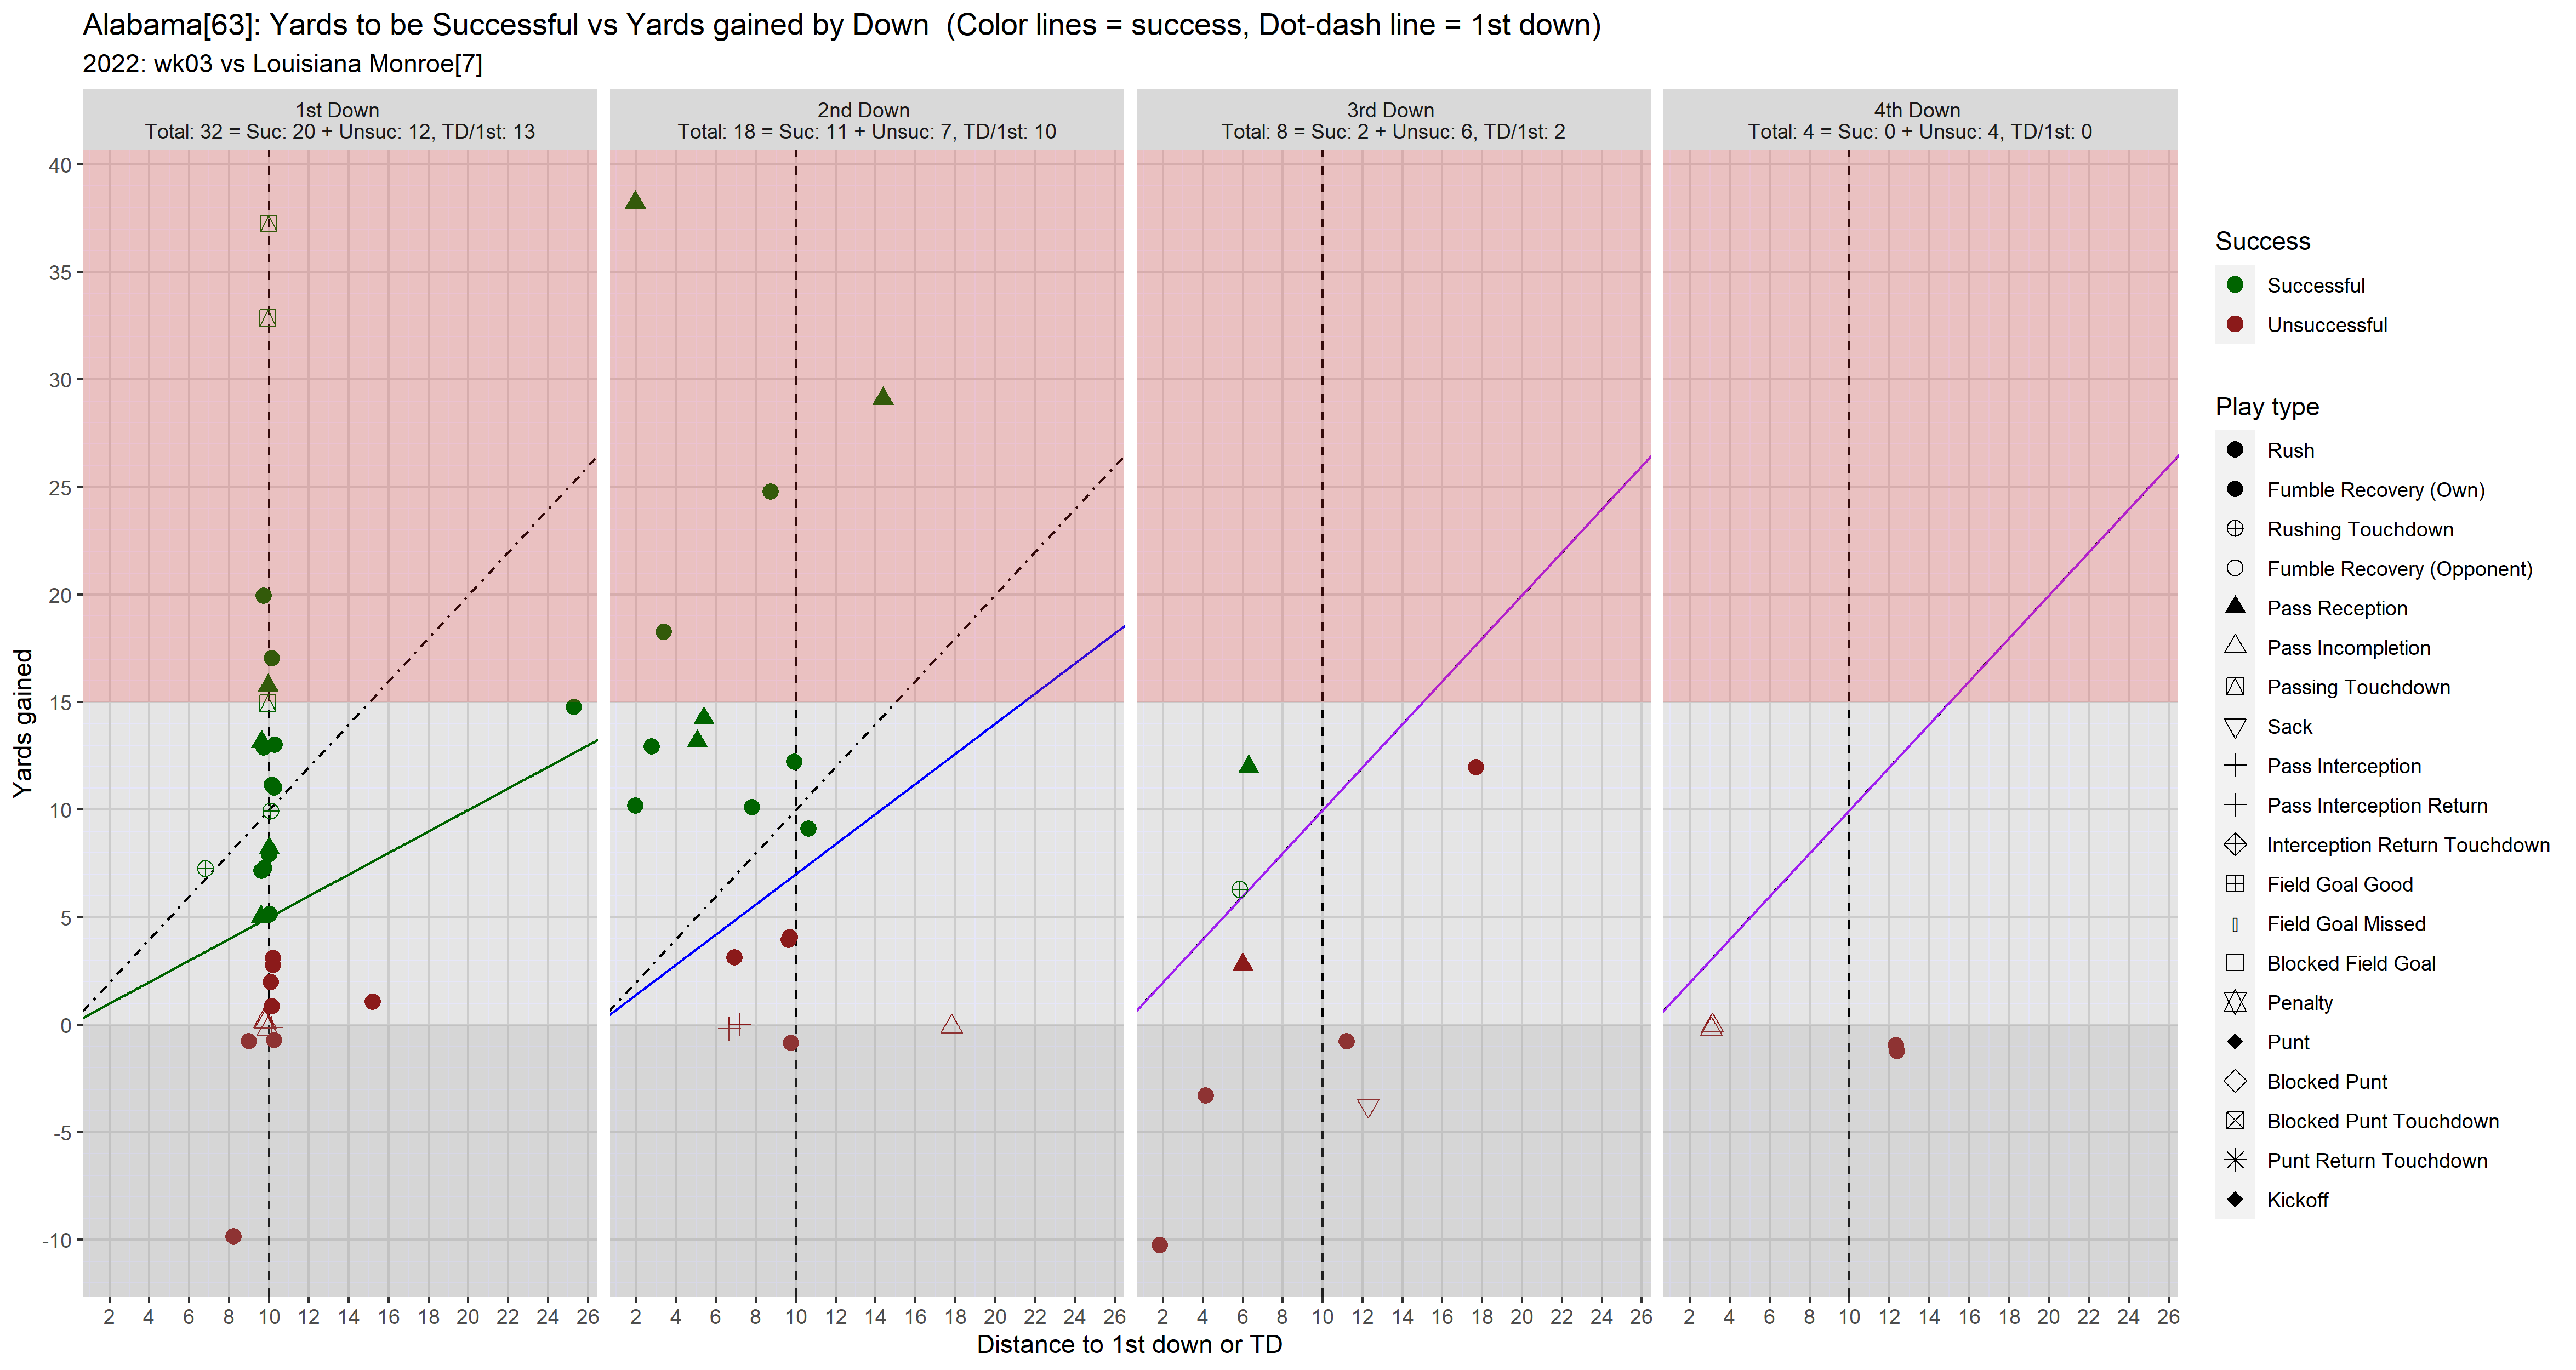 Alabama[63]: Yards to be Successful vs Yards gained by Down  (Color lines = success, Dot-dash line = 1st down)
2022: wk03 vs Louisiana Monroe[7]
1st Down
Total: 32 = Suc: 20 + Unsuc: 12, TD/1st: 13
2nd Down
Total: 18 = Suc: 11 + Unsuc: 7, TD/1st: 10
3rd Down
Total: 8 = Suc: 2 + Unsuc: 6, TD/1st: 2
4th Down
Total: 4 = Suc: 0 + Unsuc: 4, TD/1st: 0
Yards gained
40
35
30
25
20
15
10
5
0
-5
-10
2 4 6 8 10 12 14 16 18 20 22 24 26
2 4 6 8 10 12 14 16 18 20 22 24 26
2 4 6 8 10 12 14 16 18 20 22 24 26
2 4 6 8 10 12 14 16 18 20 22 24 26
Distance to 1st down or TD
Success
Successful
Unsuccessful
Play type
Rush
Fumble Recovery (Own)
Rushing Touchdown
Fumble Recovery (Opponent)
Pass Reception
Pass Incompletion
Passing Touchdown
Sack
Pass Interception
Pass Interception Return
Interception Return Touchdown
Field Goal Good
Field Goal Missed
Blocked Field Goal
Penalty
Punt
Blocked Punt
Blocked Punt Touchdown
Punt Return Touchdown
Kickoff